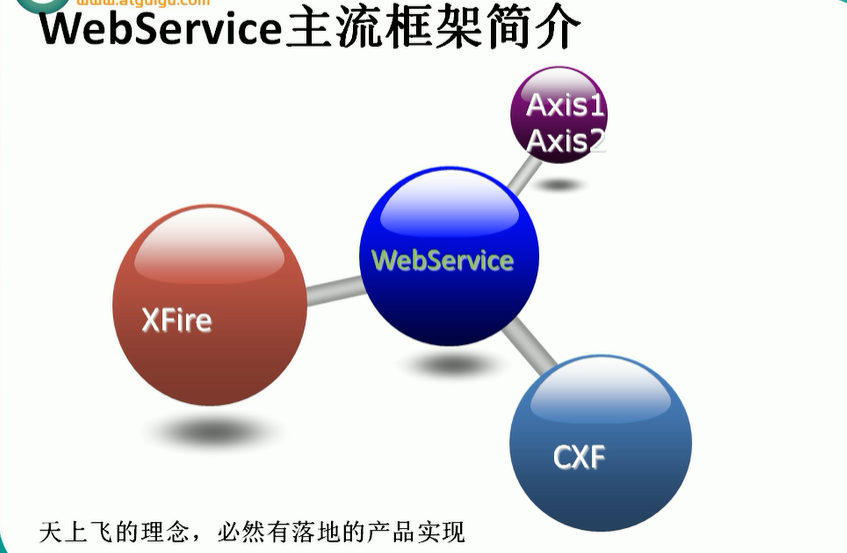 www.atguigu.com
WebService主流框架简介
Axis1
Axis2
WebService
XFire
CXF
天上飞的理念，必然有落地的产品实现